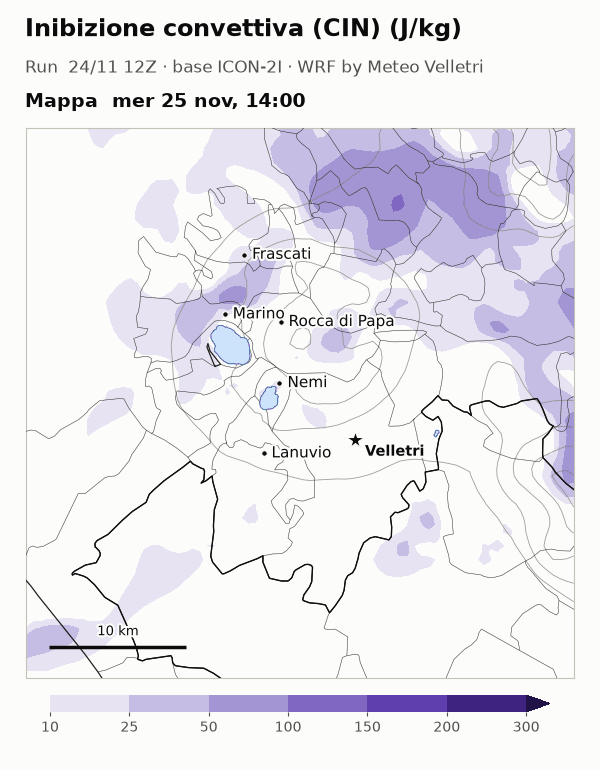 Inibizione convettiva (CIN) (J/kg)
Run  24/11 12Z · base ICON-2I · WRF by Meteo Velletri
Mappa  mer 25 nov, 14:00
Frascati
Marino
Rocca di Papa
Nemi
Velletri
Lanuvio
10 km
10 25 50 100 150 200 300